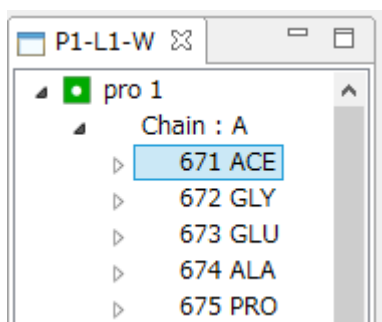 P1-L1-W
pro 1
Chain : A
671 ACE
672 GLY
673 GLU
674 ALA
675 PRO